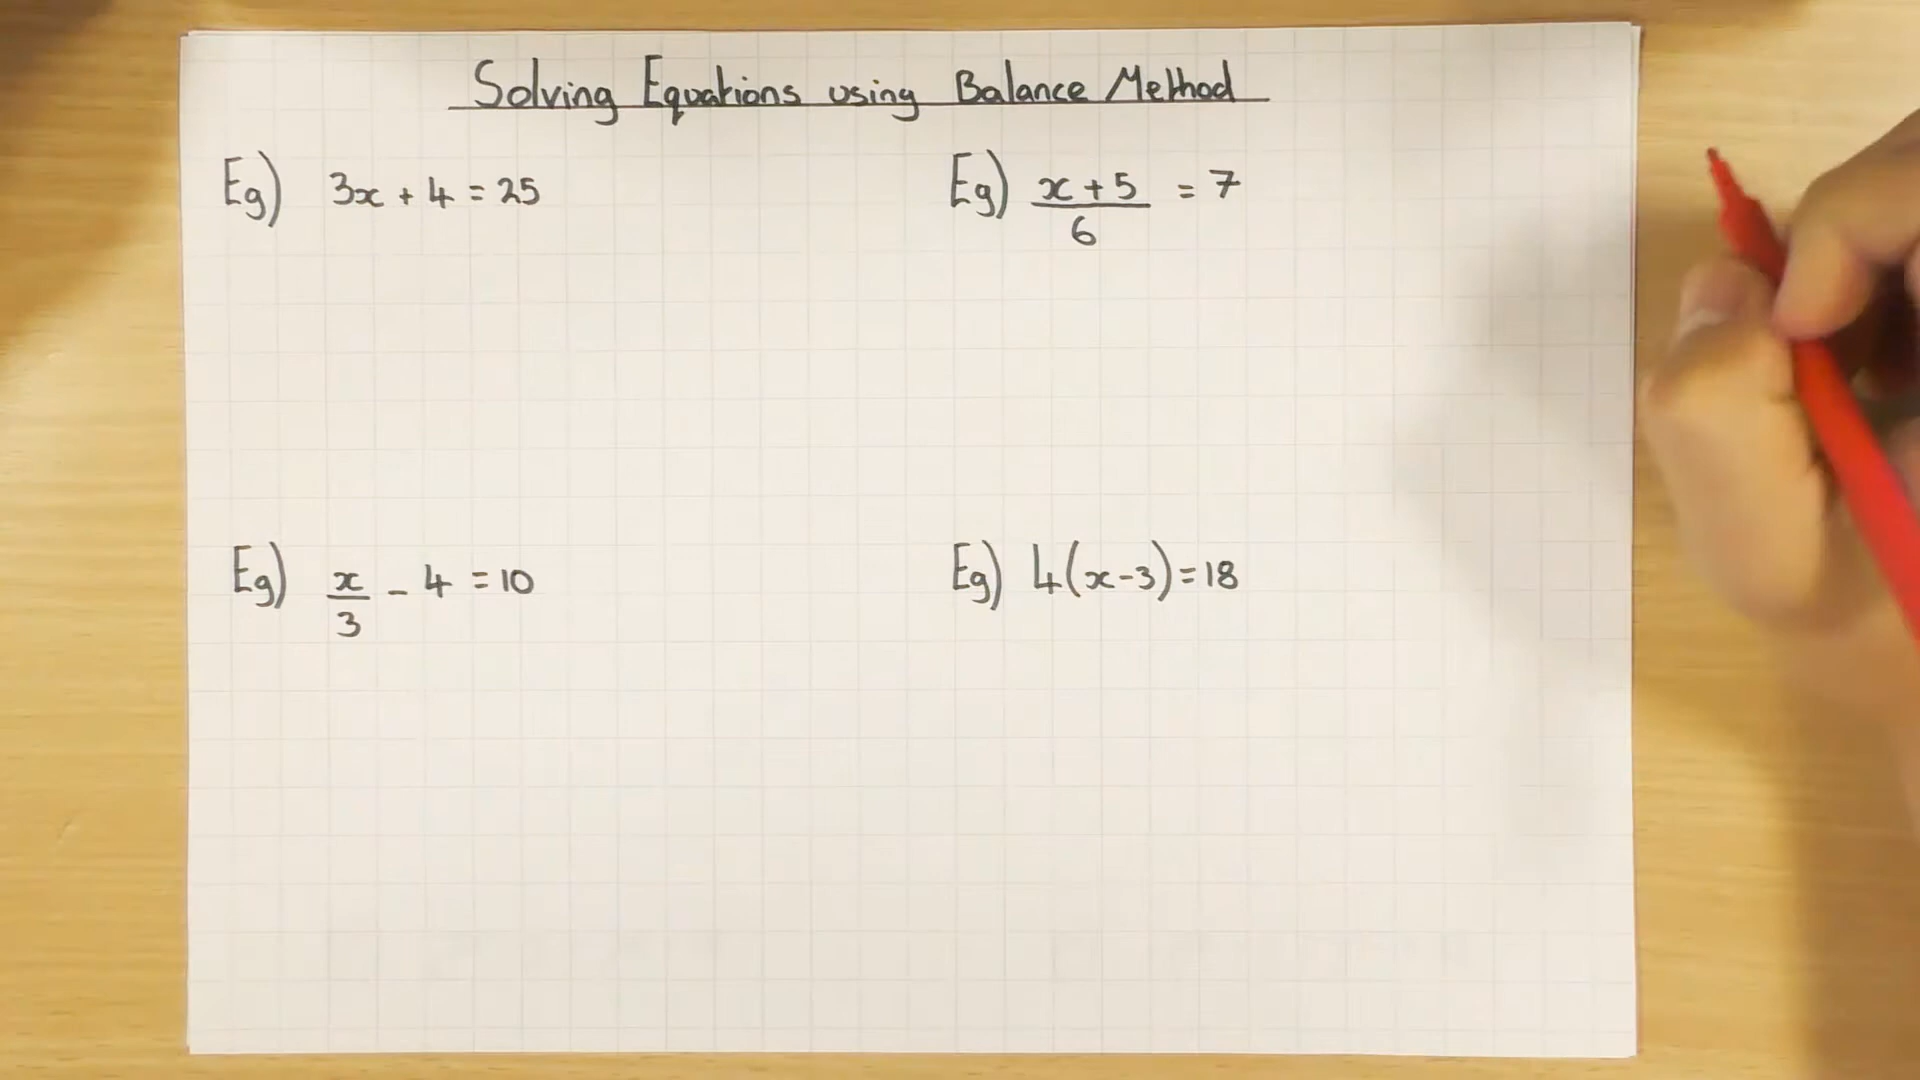 Solving Equations using Balance Method
Eg) 3x + 4 = 25
Eg) x + 5 / 6 = 7
Eg) x / 3 - 4 = 10
Eg) 4(x-3)=18